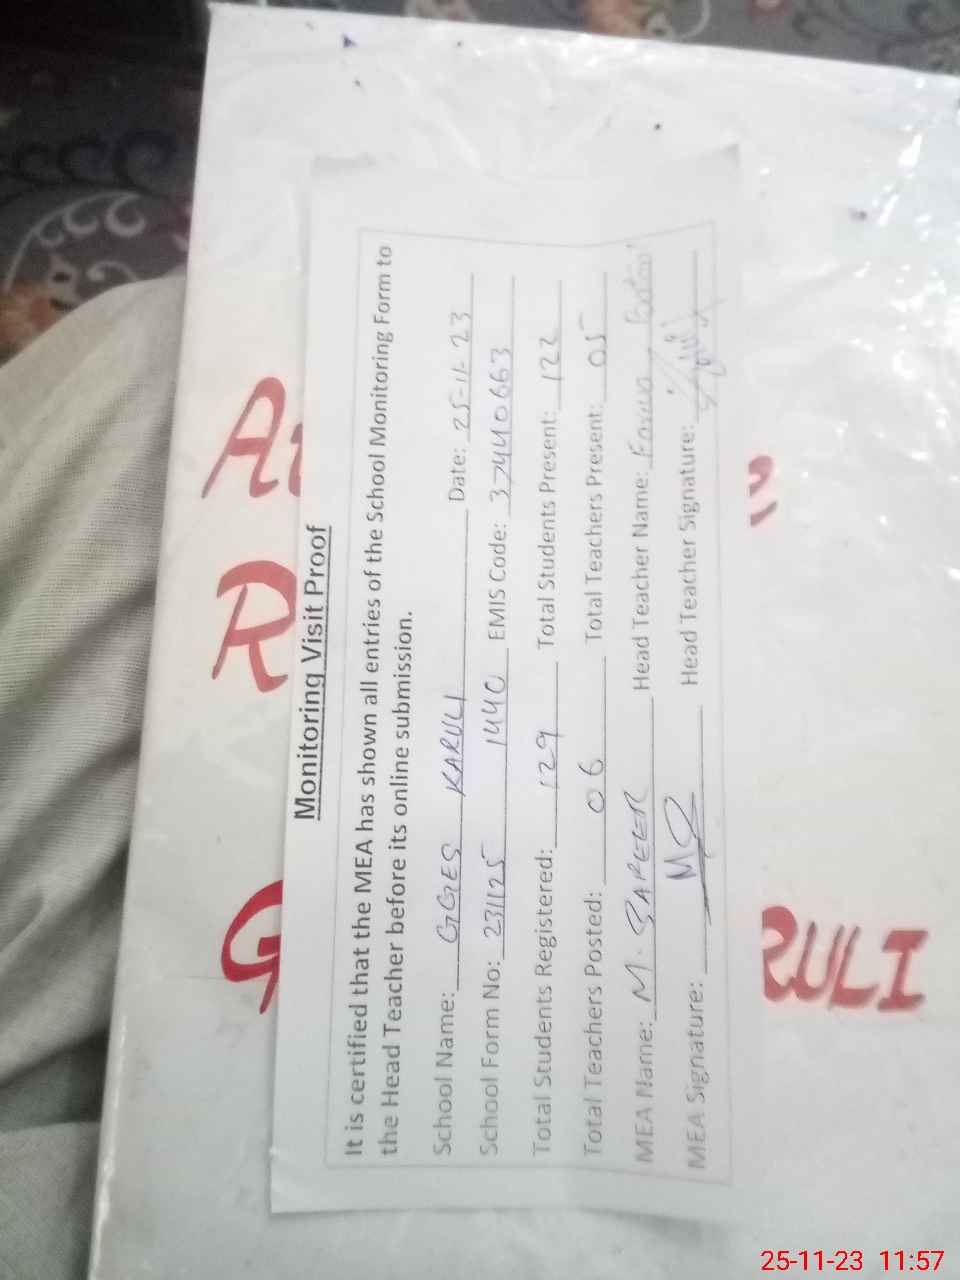 Monitoring Visit Proof
It is certified that the MEA has shown all entries of the School Monitoring Form to
the Head Teacher before its online submission.
School Name: GGES KARULI Date: 25-11-23
School Form No: 231125 1440 EMIS Code: 37440663
Total Students Registered: 129 Total Students Present: 122
Total Teachers Posted: 06 Total Teachers Present: 05
MEA Name: M. SAFEER Head Teacher Name:
MEA Signature: MS Head Teacher Signature:
G R
RULI
25-11-23 11:57